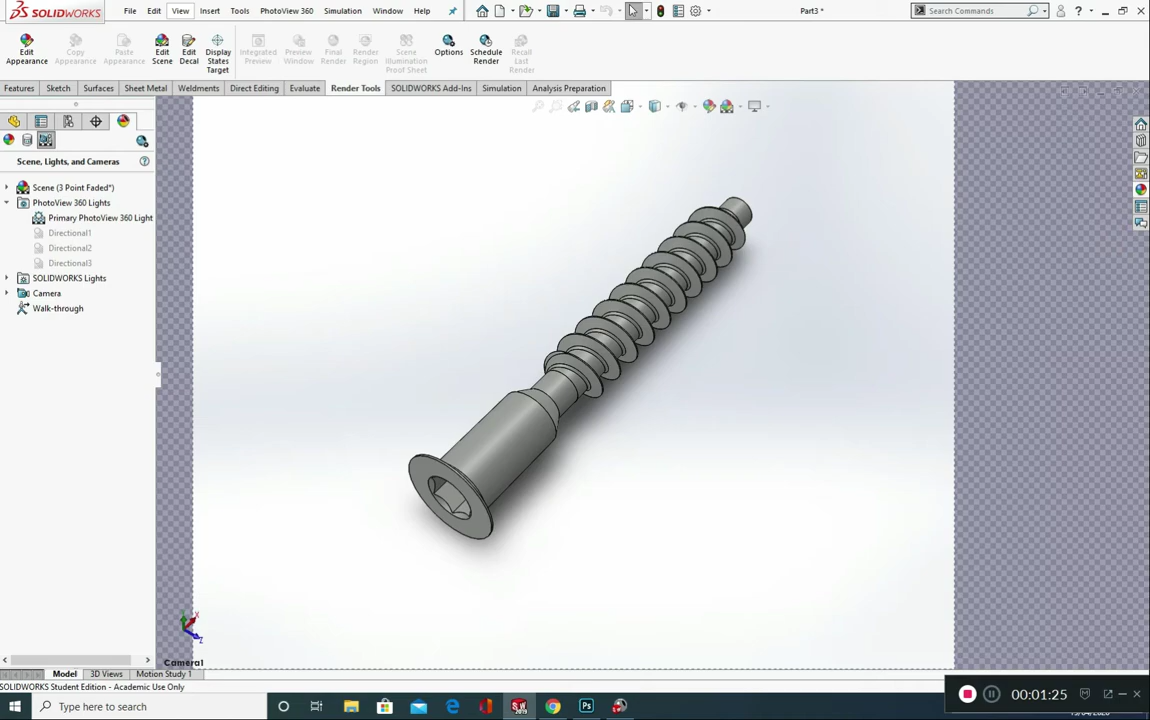 SOLIDWORKS File Edit View Insert Tools PhotoView 360 Simulation Window Help Part3 * Search Commands ?
Edit Appearance
Copy Appearance
Paste Appearance
Edit Scene
Edit Decal
Display States Target
Integrated Preview
Preview Window
Final Render
Render Region
Scene Illumination Proof Sheet
Options
Schedule Render
Recall Last Render
Features Sketch Surfaces Sheet Metal Weldments Direct Editing Evaluate Render Tools SOLIDWORKS Add-Ins Simulation Analysis Preparation
Scene, Lights, and Cameras
Scene (3 Point Faded*)
PhotoView 360 Lights
Primary PhotoView 360 Light
Directional1
Directional2
Directional3
SOLIDWORKS Lights
Camera
Walk-through
Y
X
Z
Camera1
Model 3D Views Motion Study 1
SOLIDWORKS Student Edition - Academic Use Only
Type here to search
00:01:25